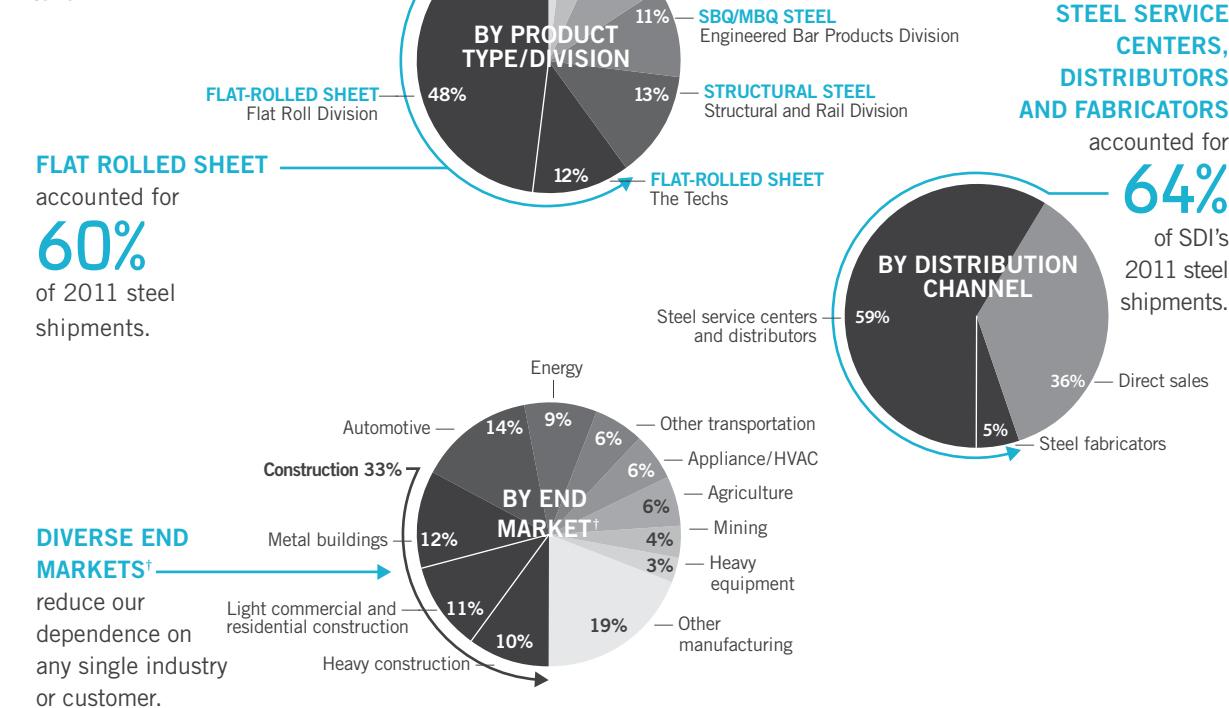 BY PRODUCT
TYPE/DIVISION
11%
SBQ/MBQ STEEL
Engineered Bar Products Division
13%
STRUCTURAL STEEL
Structural and Rail Division
FLAT-ROLLED SHEET
Flat Roll Division
48%
12%
FLAT-ROLLED SHEET
The Techs
FLAT ROLLED SHEET
accounted for
60%
of 2011 steel
shipments.
STEEL SERVICE
CENTERS,
DISTRIBUTORS
AND FABRICATORS
accounted for
64%
of SDI’s
2011 steel
shipments.
BY DISTRIBUTION
CHANNEL
Steel service centers
and distributors
59%
36%
Direct sales
5%
Steel fabricators
BY END
MARKET†
Energy
9%
Automotive
14%
Other transportation
6%
Appliance/HVAC
6%
Agriculture
6%
Mining
4%
Heavy
equipment
3%
Other
manufacturing
19%
Construction 33%
Metal buildings
12%
Light commercial and
residential construction
11%
Heavy construction
10%
DIVERSE END
MARKETS†
reduce our
dependence on
any single industry
or customer.